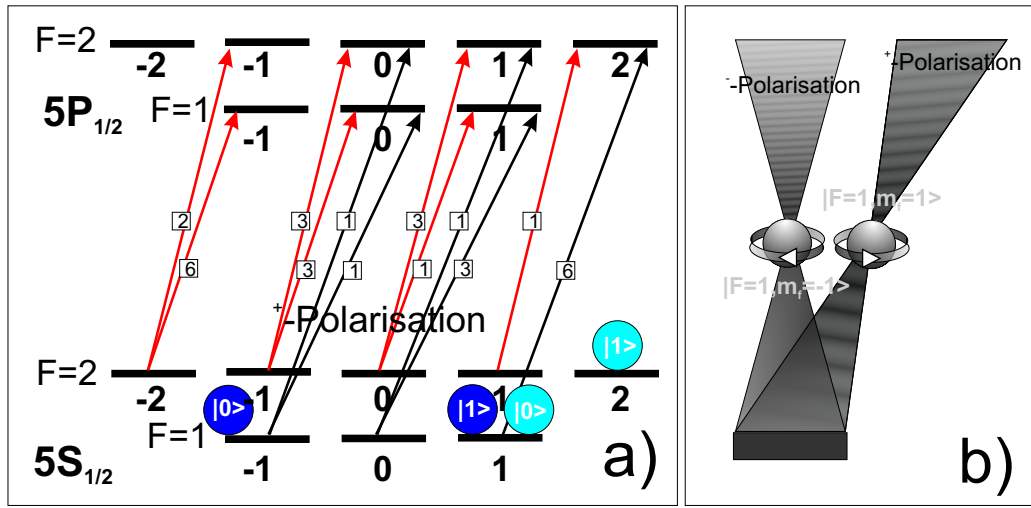 F=2
-2 -1 0 1 2
5P1/2
F=1
-1 0 1
2 3 1 3 1 1
6 3 1 1 3 6
+-Polarisation
F=2
|1>
-2 -1 0 1 2
|0> |1> |0>
F=1
5S1/2
-1 0 1
a)
--Polarisation
+-Polarisation
|F=1,mf=1>
|F=1,mf=-1>
b)